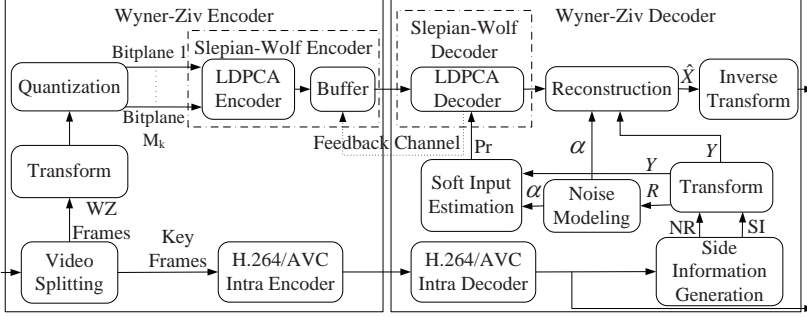 Wyner-Ziv Encoder
Wyner-Ziv Decoder
Bitplane 1
Slepian-Wolf Encoder
Slepian-Wolf
Decoder
Quantization
LDPCA
Encoder
Buffer
LDPCA
Decoder
Reconstruction
X̂
Inverse
Transform
Bitplane
Mk
Feedback Channel
Pr
α
Y
Transform
Soft Input
Estimation
Y
α
Noise
Modeling
R
Transform
WZ
Frames
NR
SI
Video
Splitting
Key
Frames
H.264/AVC
Intra Encoder
H.264/AVC
Intra Decoder
Side
Information
Generation